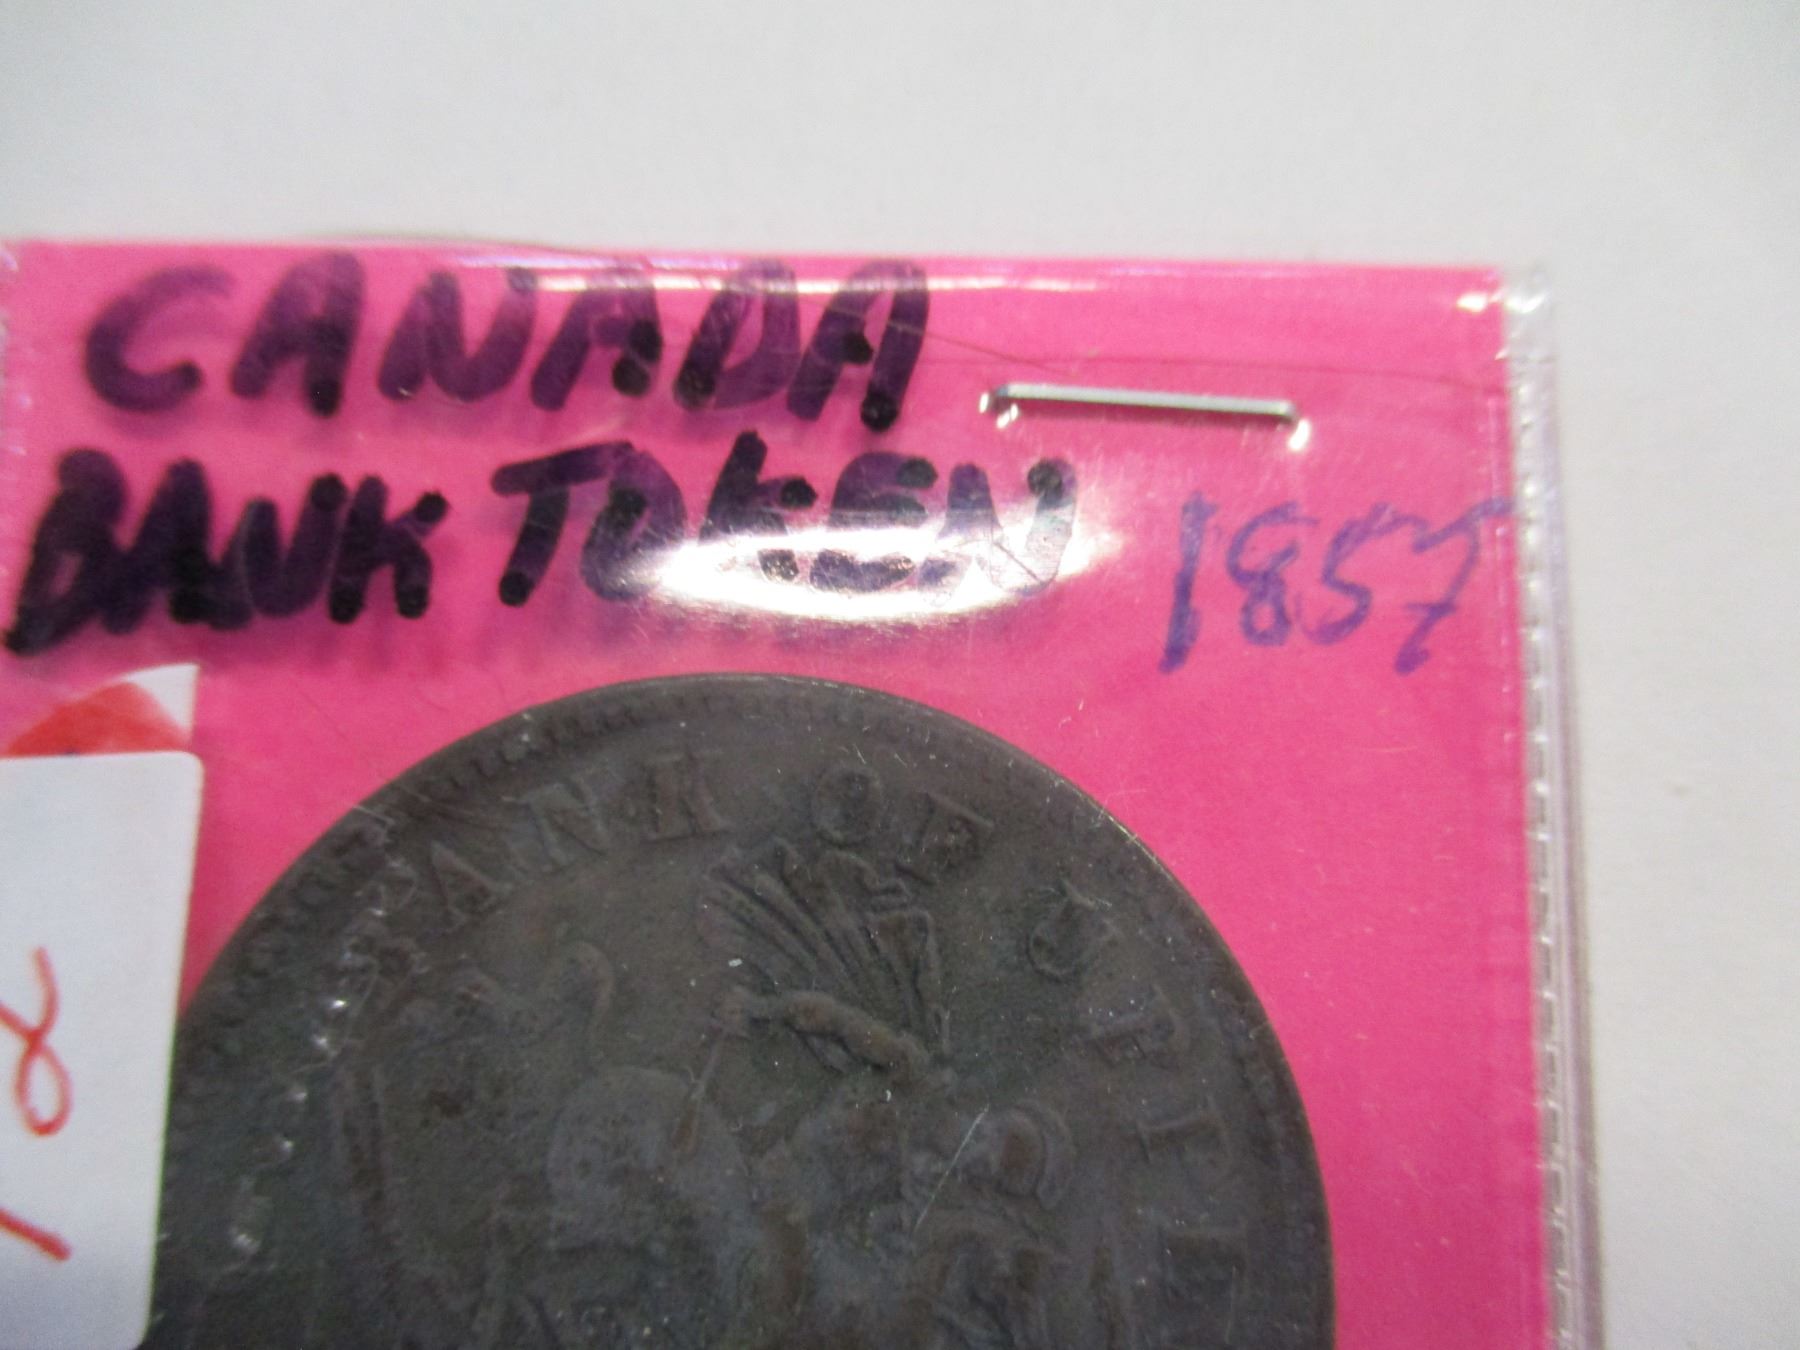 CANADA
BANK TOKEN 1857
BANK OF UPPE